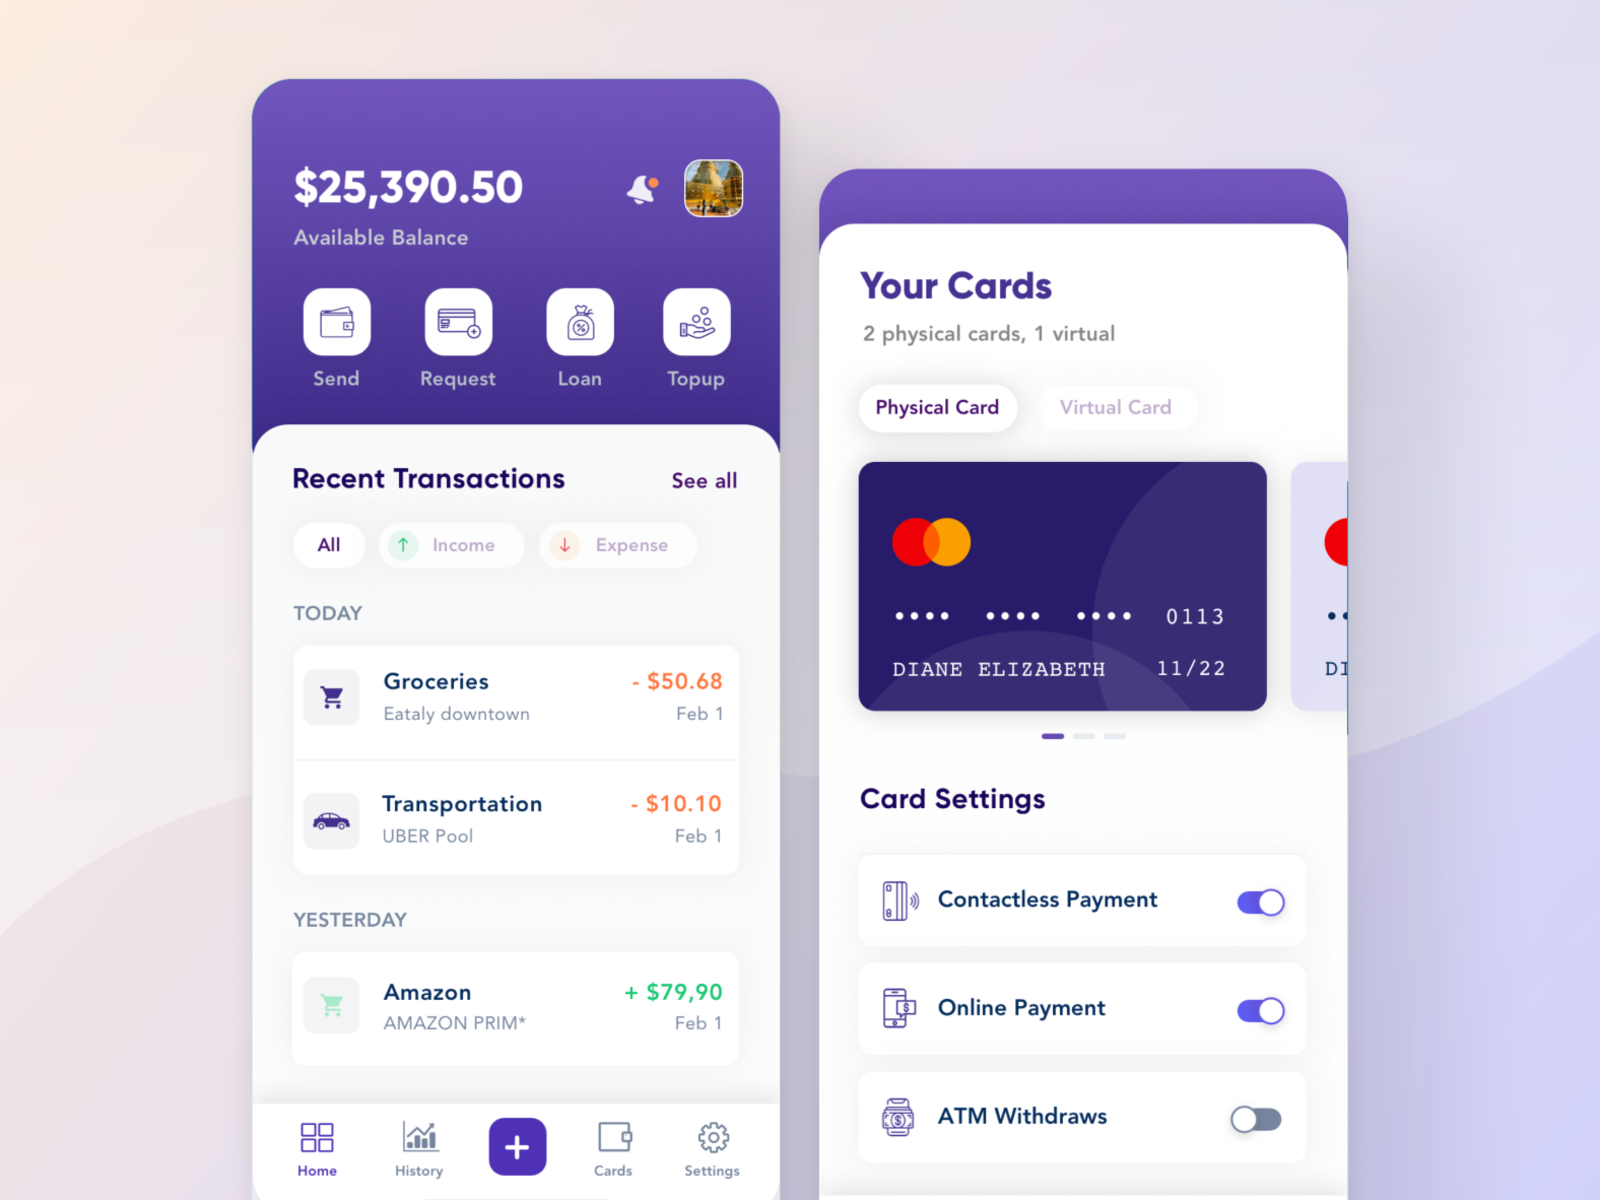 $25,390.50
Available Balance
Send Request Loan Topup
Recent Transactions See all
All Income Expense
TODAY
Groceries - $50.68
Eataly downtown Feb 1
Transportation - $10.10
UBER Pool Feb 1
YESTERDAY
Amazon + $79,90
AMAZON PRIM* Feb 1
Home History Cards Settings
Your Cards
2 physical cards, 1 virtual
Physical Card Virtual Card
•••• •••• •••• 0113
DIANE ELIZABETH 11/22
DI
Card Settings
Contactless Payment
Online Payment
ATM Withdraws